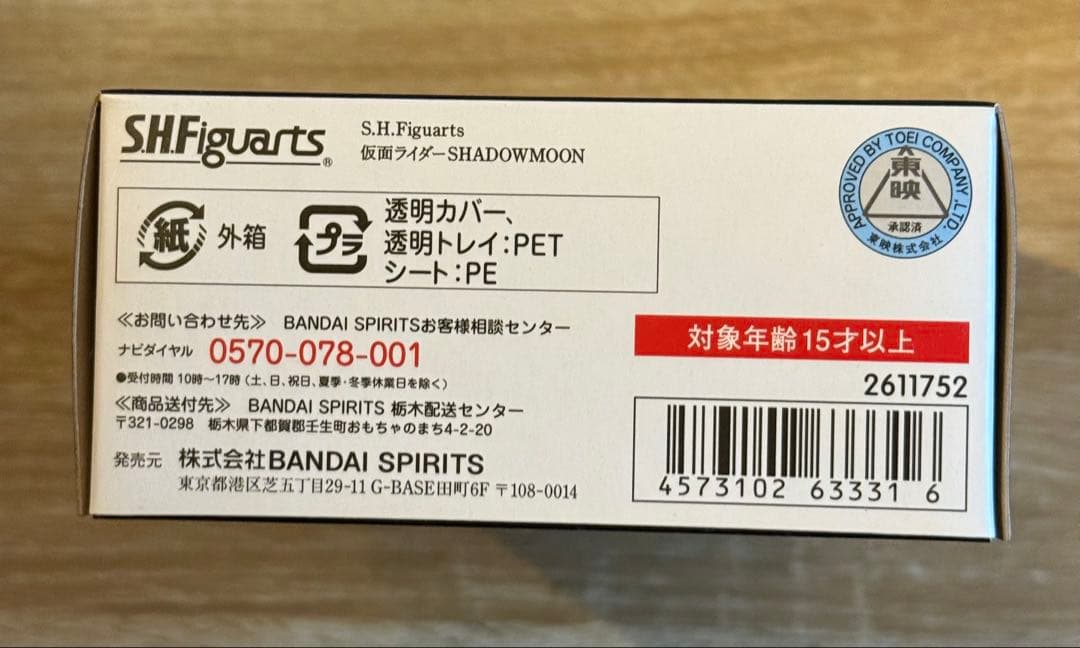 S.H.Figuarts®
S.H.Figuarts
仮面ライダーSHADOWMOON
APPROVED BY TOEI COMPANY,LTD.
東映
承認済
東映株式会社
紙 外箱
プラ
透明カバー、
透明トレイ:PET
シート:PE
≪お問い合わせ先≫ BANDAI SPIRITSお客様相談センター
ナビダイヤル 0570-078-001
●受付時間 10時〜17時(土、日、祝日、夏季・冬季休業日を除く)
≪商品送付先≫ BANDAI SPIRITS 栃木配送センター
〒321-0298 栃木県下都賀郡壬生町おもちゃのまち4-2-20
発売元 株式会社BANDAI SPIRITS
東京都港区芝五丁目29-11 G-BASE田町6F 〒108-0014
対象年齢15才以上
2611752
4573102 63331 6